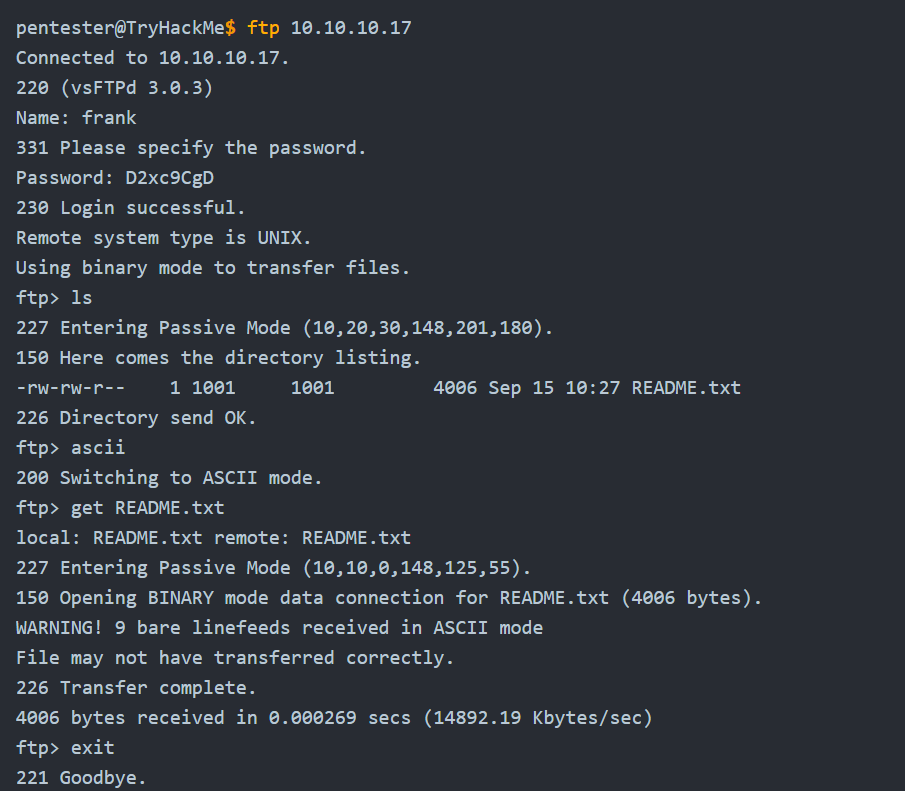 pentester@TryHackMe$ ftp 10.10.10.17
Connected to 10.10.10.17.
220 (vsFTPd 3.0.3)
Name: frank
331 Please specify the password.
Password: D2xc9CgD
230 Login successful.
Remote system type is UNIX.
Using binary mode to transfer files.
ftp> ls
227 Entering Passive Mode (10,20,30,148,201,180).
150 Here comes the directory listing.
-rw-rw-r--    1 1001     1001         4006 Sep 15 10:27 README.txt
226 Directory send OK.
ftp> ascii
200 Switching to ASCII mode.
ftp> get README.txt
local: README.txt remote: README.txt
227 Entering Passive Mode (10,10,0,148,125,55).
150 Opening BINARY mode data connection for README.txt (4006 bytes).
WARNING! 9 bare linefeeds received in ASCII mode
File may not have transferred correctly.
226 Transfer complete.
4006 bytes received in 0.000269 secs (14892.19 Kbytes/sec)
ftp> exit
221 Goodbye.